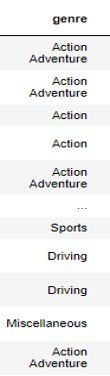 genre
Action
Adventure
Action
Adventure
Action
Action
Action
Adventure
...
Sports
Driving
Driving
Miscellaneous
Action
Adventure